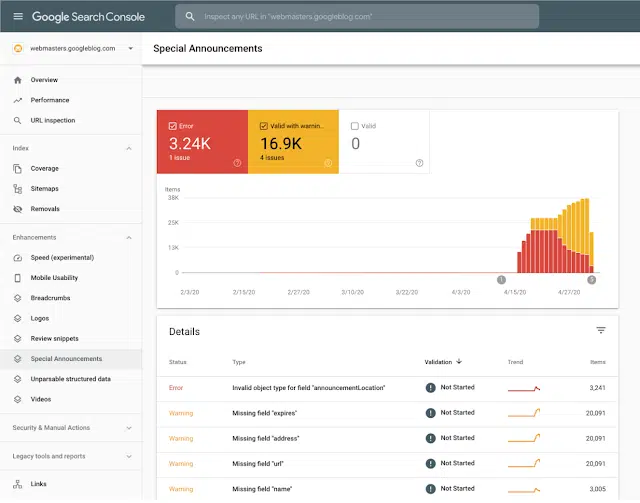 Google Search Console
Inspect any URL in "webmasters.googleblog.com"
webmasters.googleblog.com
Special Announcements
Overview
Performance
URL inspection
Index
Coverage
Sitemaps
Removals
Enhancements
Speed (experimental)
Mobile Usability
Breadcrumbs
Logos
Review snippets
Special Announcements
Unparsable structured data
Videos
Security & Manual Actions
Legacy tools and reports
Links
Error
3.24K
1 issue
Valid with warnin...
16.9K
4 issues
Valid
0
Items
38K
25K
13K
0
1
5
2/3/20 2/15/20 2/27/20 3/10/20 3/22/20 4/3/20 4/15/20 4/27/20
Details
Status Type Validation Trend Items
Error Invalid object type for field "announcementLocation" Not Started 3,241
Warning Missing field "expires" Not Started 20,091
Warning Missing field "address" Not Started 20,091
Warning Missing field "url" Not Started 20,091
Warning Missing field "name" Not Started 3,005